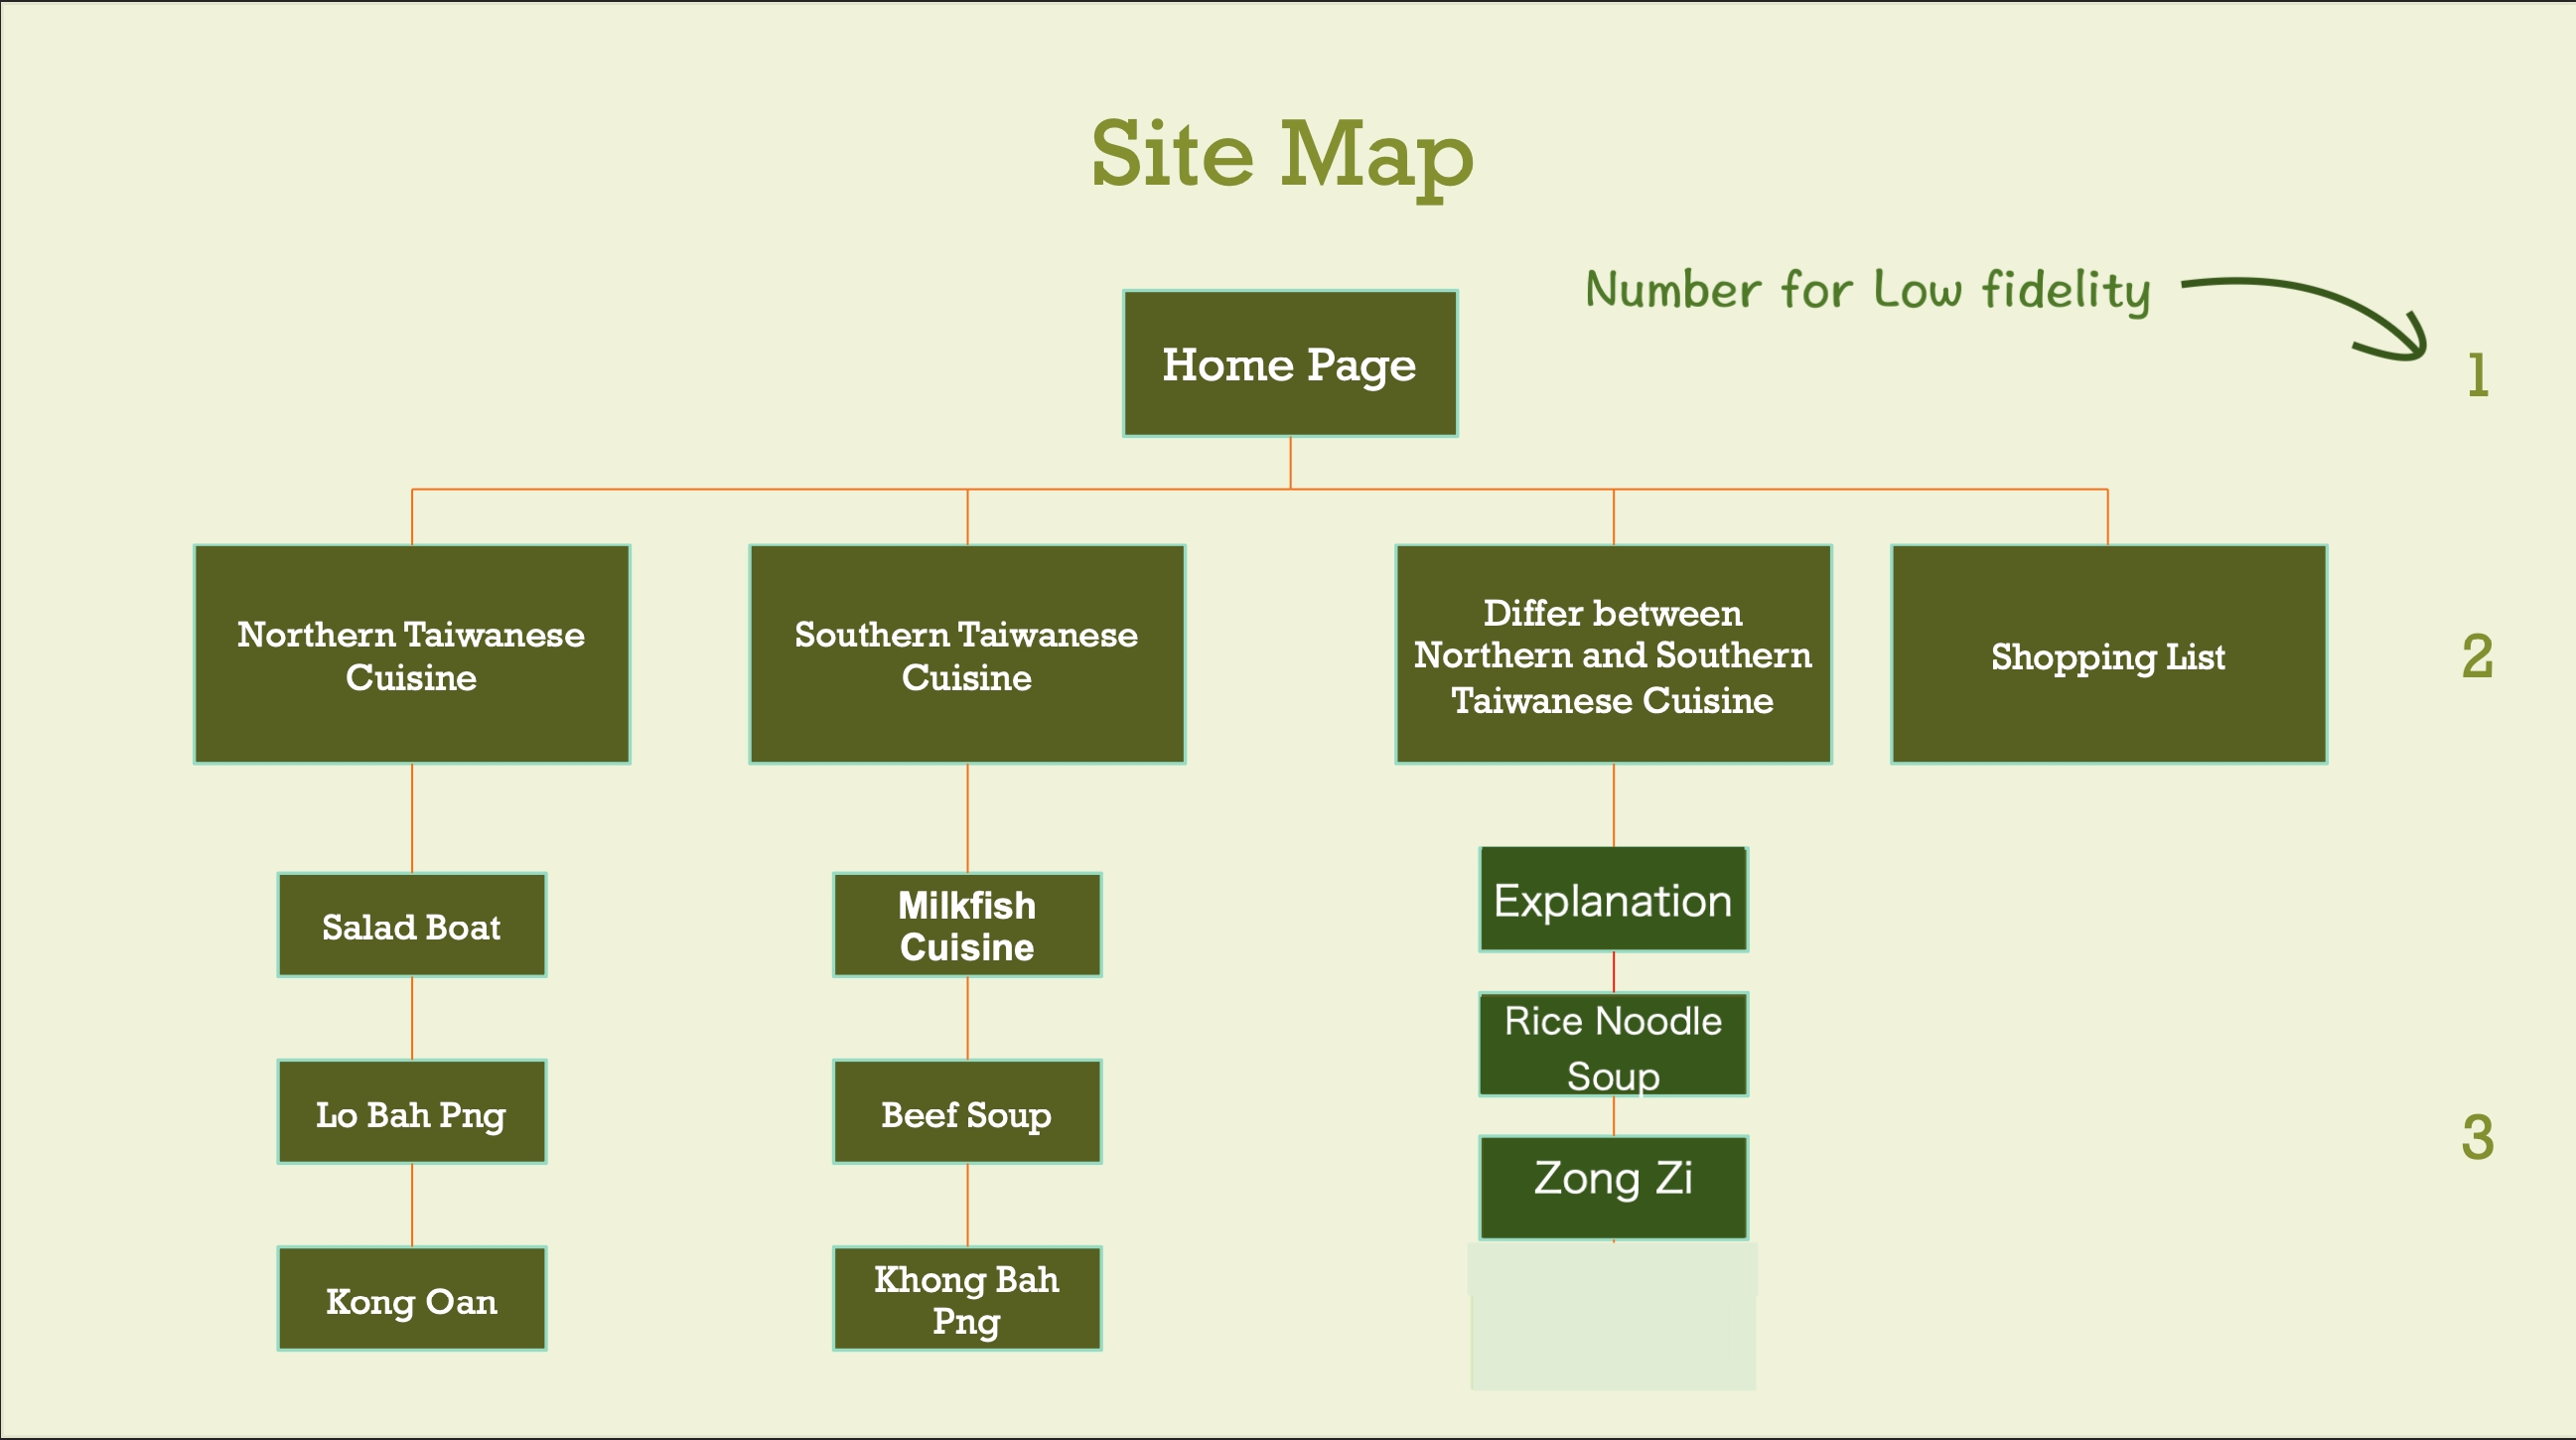 Site Map
Number for Low fidelity
Home Page
1
Northern Taiwanese
Cuisine
Southern Taiwanese
Cuisine
Differ between
Northern and Southern
Taiwanese Cuisine
Shopping List
2
Salad Boat
Milkfish
Cuisine
Explanation
Rice Noodle
Soup
Lo Bah Png
Beef Soup
Zong Zi
3
Kong Oan
Khong Bah
Png